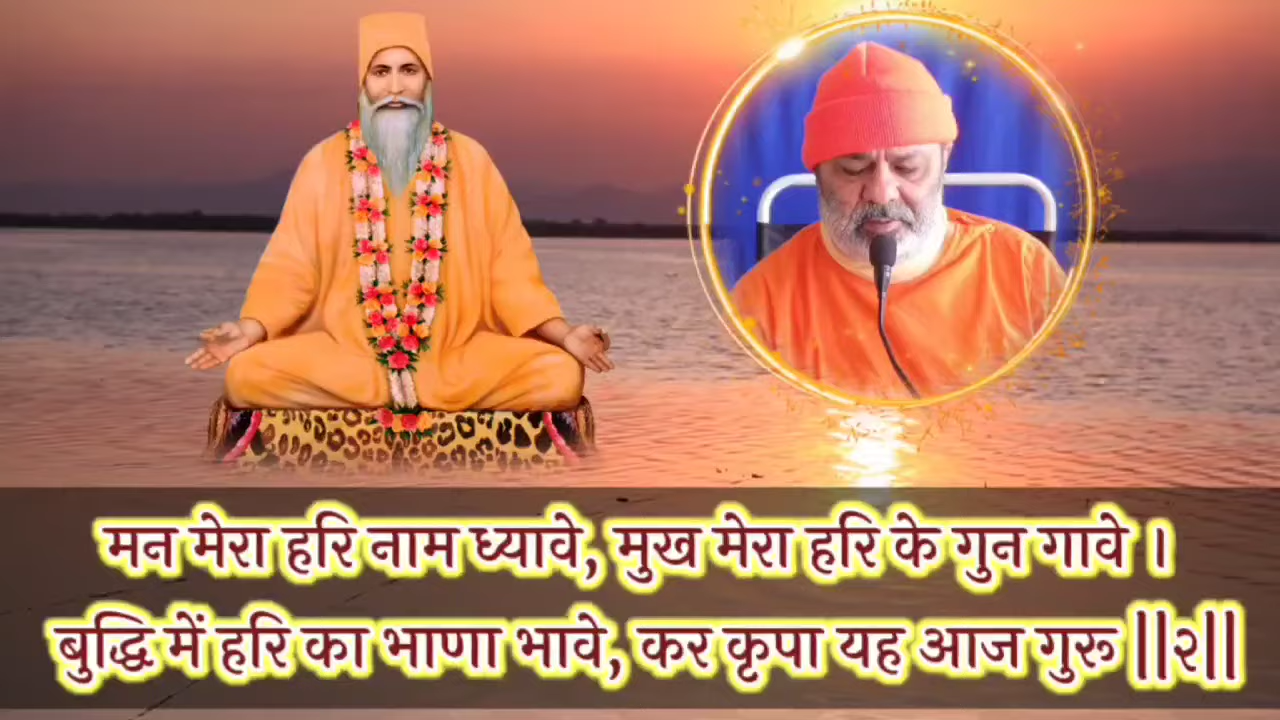 मन मेरा हरि नाम ध्यावे, मुख मेरा हरि के गुन गावे ।
बुद्धि में हरि का भाणा भावे, कर कृपा यह आज गुरू ||२||